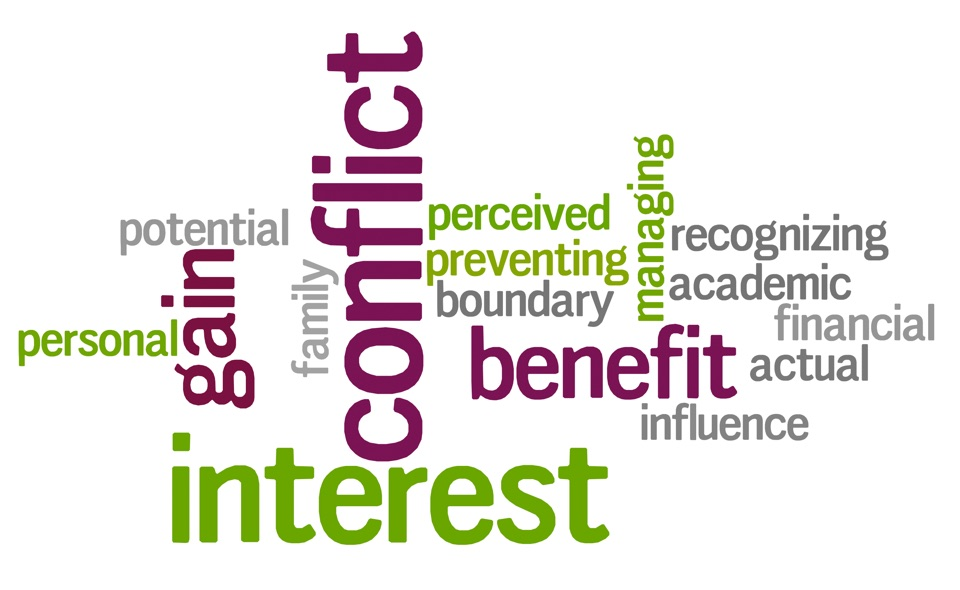 conflict
managing
perceived
potential
recognizing
preventing
gain
family
academic
boundary
financial
personal
benefit
actual
influence
interest